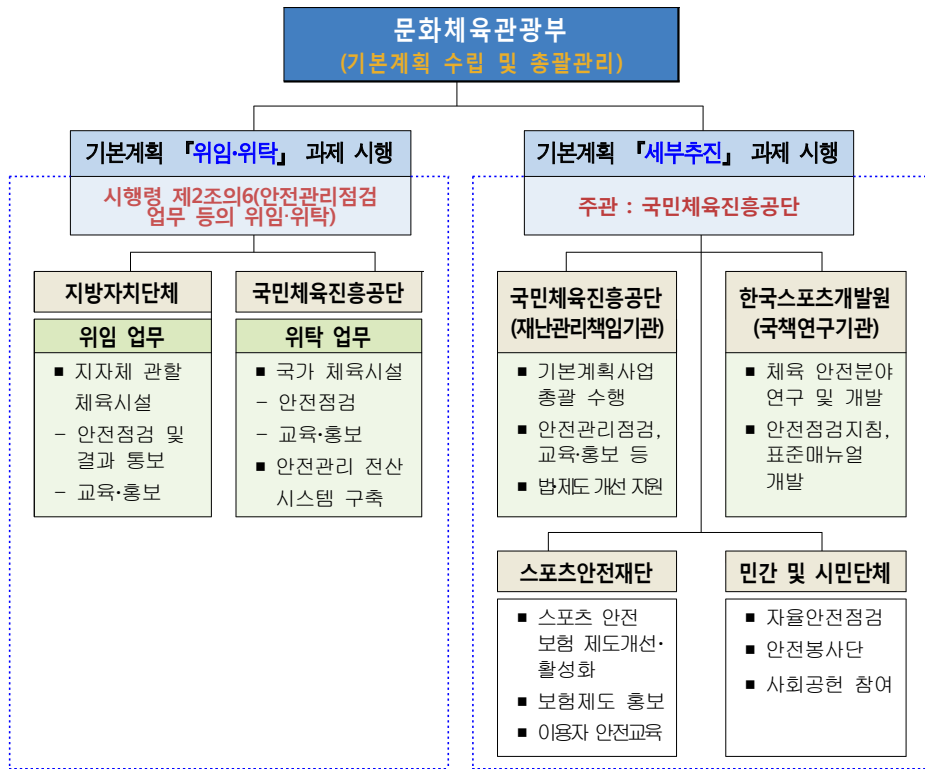 문화체육관광부
(기본계획 수립 및 총괄관리)
기본계획 『위임·위탁』 과제 시행
시행령 제2조의6(안전관리점검
업무 등의 위임·위탁)
지방자치단체
위임 업무
■ 지자체 관할
체육시설
- 안전점검 및
결과 통보
- 교육·홍보
국민체육진흥공단
위탁 업무
■ 국가 체육시설
- 안전점검
- 교육·홍보
■ 안전관리 전산
시스템 구축
기본계획 『세부추진』 과제 시행
주관 : 국민체육진흥공단
국민체육진흥공단
(재난관리책임기관)
■ 기본계획사업
총괄 수행
■ 안전관리점검,
교육·홍보 등
■ 법·제도 개선 지원
한국스포츠개발원
(국책연구기관)
■ 체육 안전분야
연구 및 개발
■ 안전점검지침,
표준매뉴얼
개발
스포츠안전재단
■ 스포츠 안전
보험 제도개선·
활성화
■ 보험제도 홍보
■ 이용자 안전교육
민간 및 시민단체
■ 자율안전점검
■ 안전봉사단
■ 사회공헌 참여